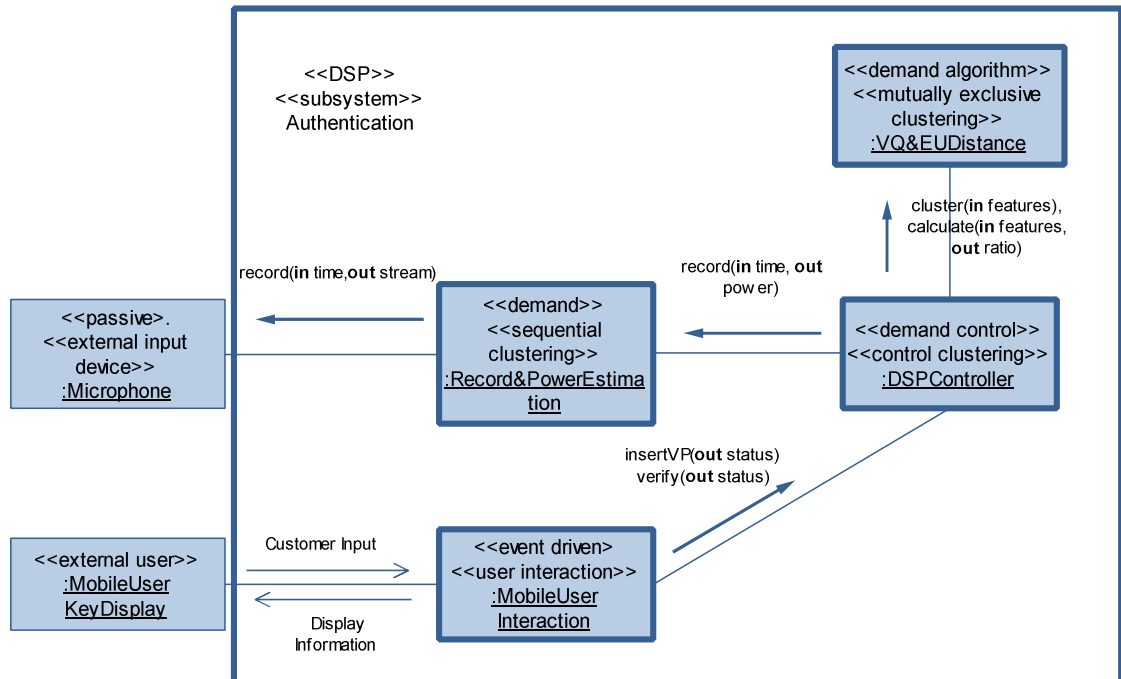 <<DSP>>
<<subsystem>>
Authentication
<<demand algorithm>>
<<mutually exclusive
clustering>>
:VQ&EUDistance
cluster(in features),
calculate(in features,
out ratio)
record(in time,out stream)
record(in time, out
power)
<<passive>.
<<external input
device>>
:Microphone
<<demand>>
<<sequential
clustering>>
:Record&PowerEstima
tion
<<demand control>>
<<control clustering>>
:DSPController
insertVP(out status)
verify(out status)
<<external user>>
:MobileUser
KeyDisplay
Customer Input
Display
Information
<<event driven>
<<user interaction>>
:MobileUser
Interaction